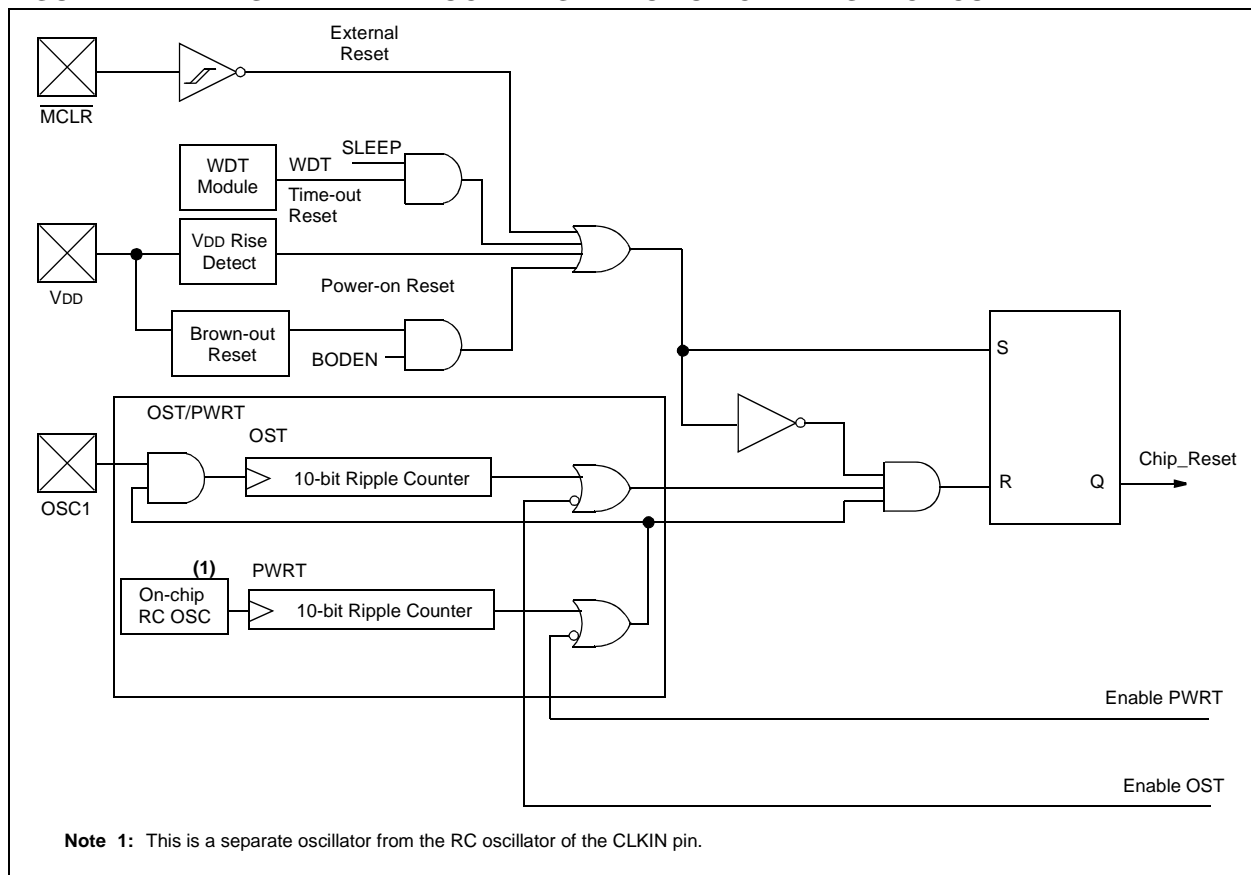 External
Reset
MCLR
SLEEP
WDT
Module
WDT
Time-out
Reset
VDD Rise
Detect
VDD
Power-on Reset
Brown-out
Reset
BODEN
S
OST/PWRT
OST
10-bit Ripple Counter
OSC1
Chip_Reset
R
Q
(1)
PWRT
On-chip
RC OSC
10-bit Ripple Counter
Enable PWRT
Enable OST
Note 1: This is a separate oscillator from the RC oscillator of the CLKIN pin.